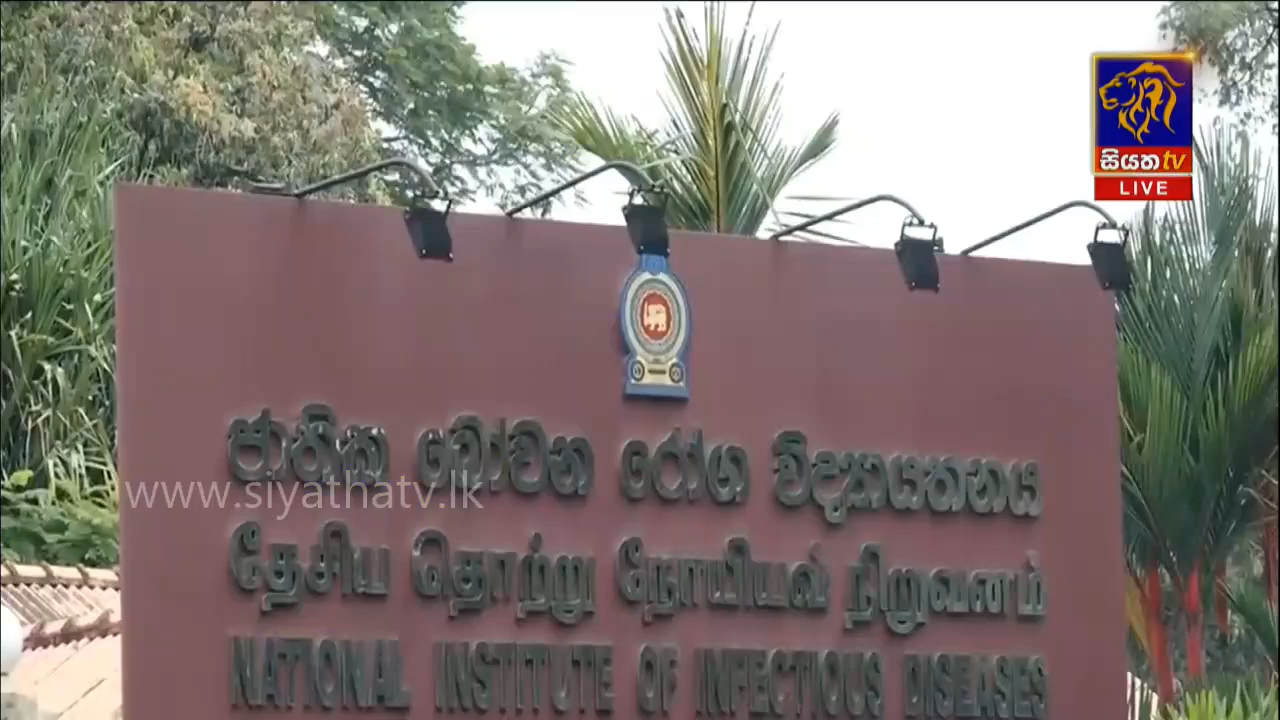 සියත tv
LIVE
ජාතික බෝවන රෝග විද්‍යායතනය
www.siyathatv.lk
தேசிய தொற்று நோயியல் நிறுவனம்
NATIONAL INSTITUTE OF INFECTIOUS DISEASES